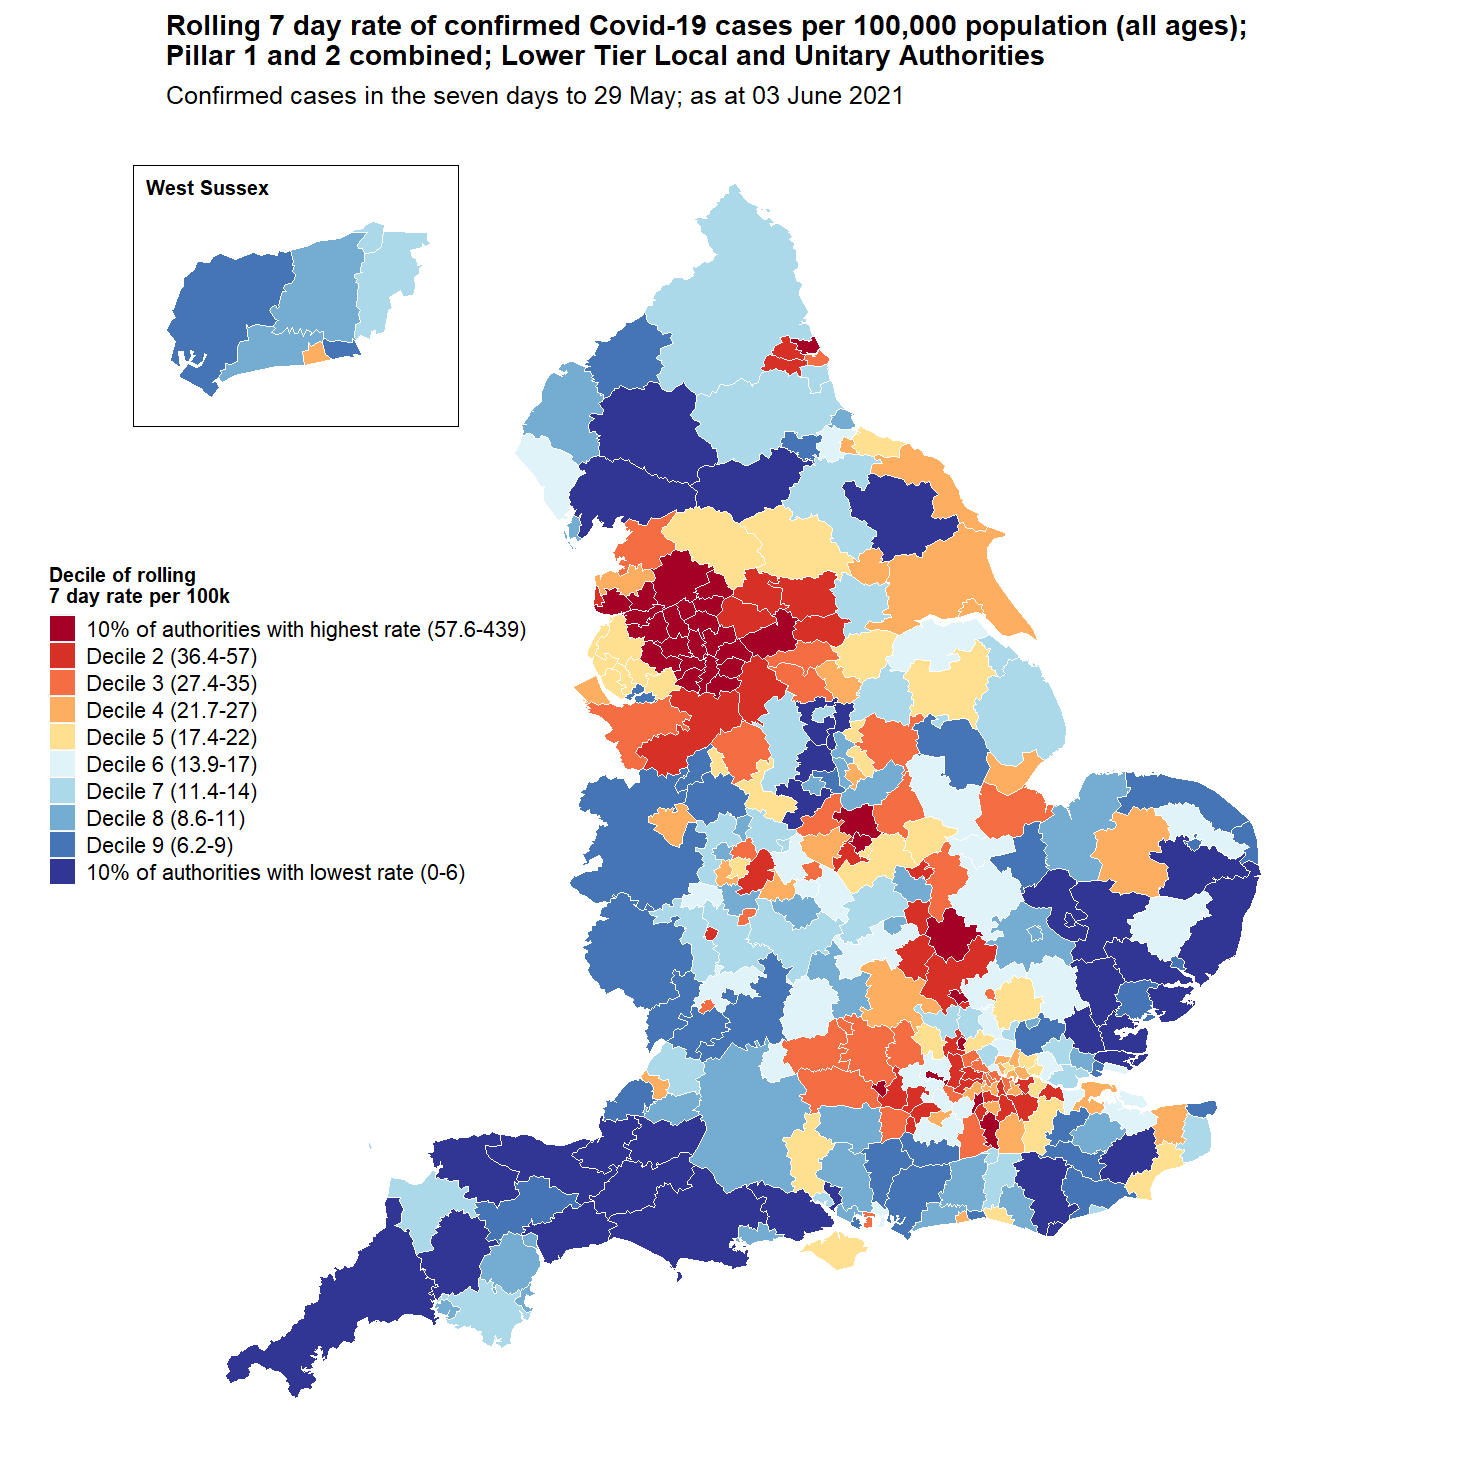 Rolling 7 day rate of confirmed Covid-19 cases per 100,000 population (all ages);
Pillar 1 and 2 combined; Lower Tier Local and Unitary Authorities
Confirmed cases in the seven days to 29 May; as at 03 June 2021
West Sussex
Decile of rolling
7 day rate per 100k
10% of authorities with highest rate (57.6-439)
Decile 2 (36.4-57)
Decile 3 (27.4-35)
Decile 4 (21.7-27)
Decile 5 (17.4-22)
Decile 6 (13.9-17)
Decile 7 (11.4-14)
Decile 8 (8.6-11)
Decile 9 (6.2-9)
10% of authorities with lowest rate (0-6)